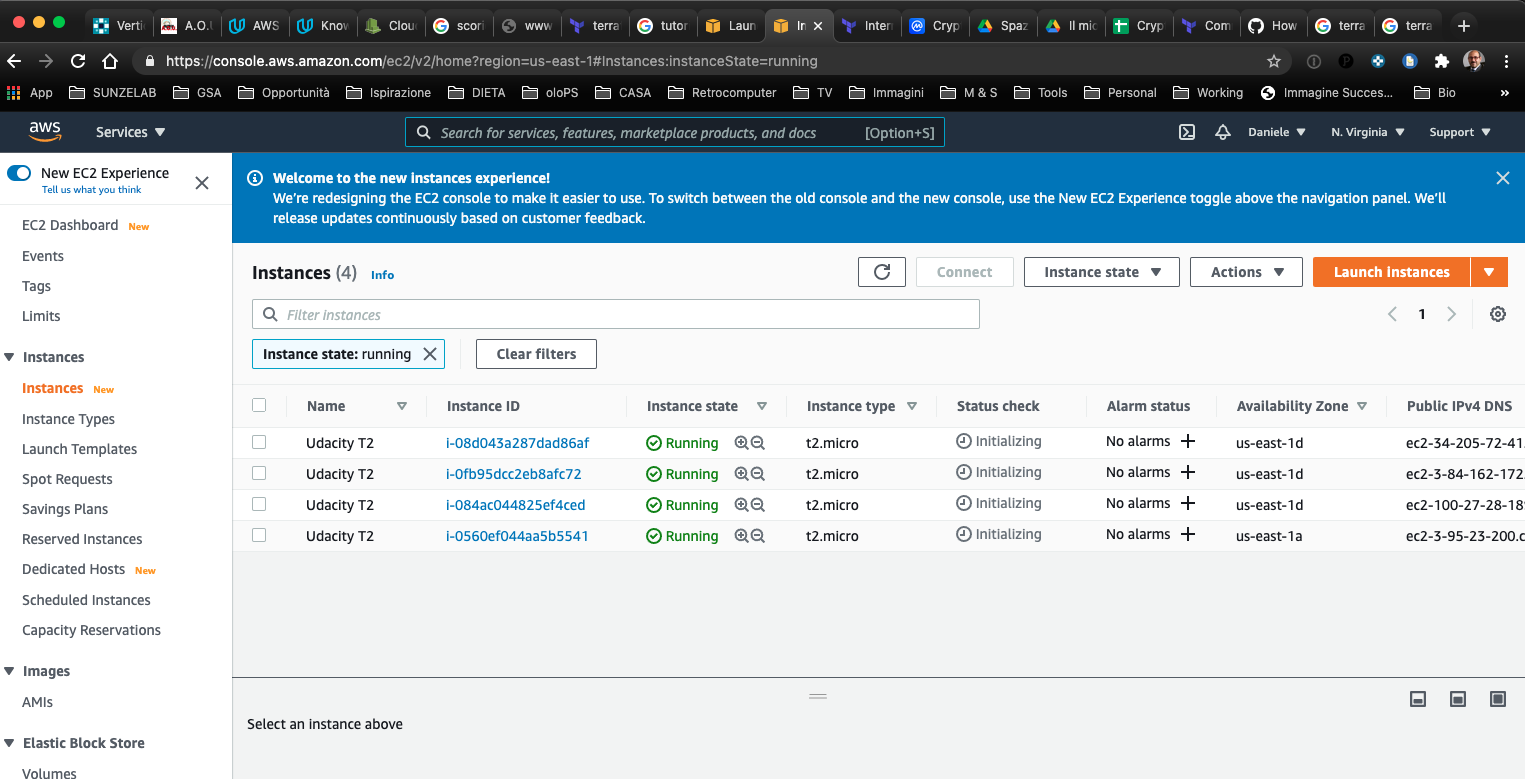 Verti A.O.U AWS Know Clou scori www terra tutor Laun In Inter Cryp Spaz Il mic Cryp Com How terra terra
https://console.aws.amazon.com/ec2/v2/home?region=us-east-1#Instances:instanceState=running
App SUNZELAB GSA Opportunità Ispirazione DIETA oloPS CASA Retrocomputer TV Immagini M & S Tools Personal Working Immagine Succes... Bio »
aws Services Search for services, features, marketplace products, and docs [Option+S] Daniele N. Virginia Support
New EC2 Experience
Tell us what you think
EC2 Dashboard New
Events
Tags
Limits
Instances
Instances New
Instance Types
Launch Templates
Spot Requests
Savings Plans
Reserved Instances
Dedicated Hosts New
Scheduled Instances
Capacity Reservations
Images
AMIs
Elastic Block Store
Volumes
Welcome to the new instances experience!
We're redesigning the EC2 console to make it easier to use. To switch between the old console and the new console, use the New EC2 Experience toggle above the navigation panel. We'll
release updates continuously based on customer feedback.
Instances (4) Info Connect Instance state Actions Launch instances
Filter instances 1
Instance state: running Clear filters
Name Instance ID Instance state Instance type Status check Alarm status Availability Zone Public IPv4 DNS
Udacity T2 i-08d043a287dad86af Running t2.micro Initializing No alarms us-east-1d ec2-34-205-72-41.
Udacity T2 i-0fb95dcc2eb8afc72 Running t2.micro Initializing No alarms us-east-1d ec2-3-84-162-172
Udacity T2 i-084ac044825ef4ced Running t2.micro Initializing No alarms us-east-1d ec2-100-27-28-18
Udacity T2 i-0560ef044aa5b5541 Running t2.micro Initializing No alarms us-east-1a ec2-3-95-23-200.c
Select an instance above